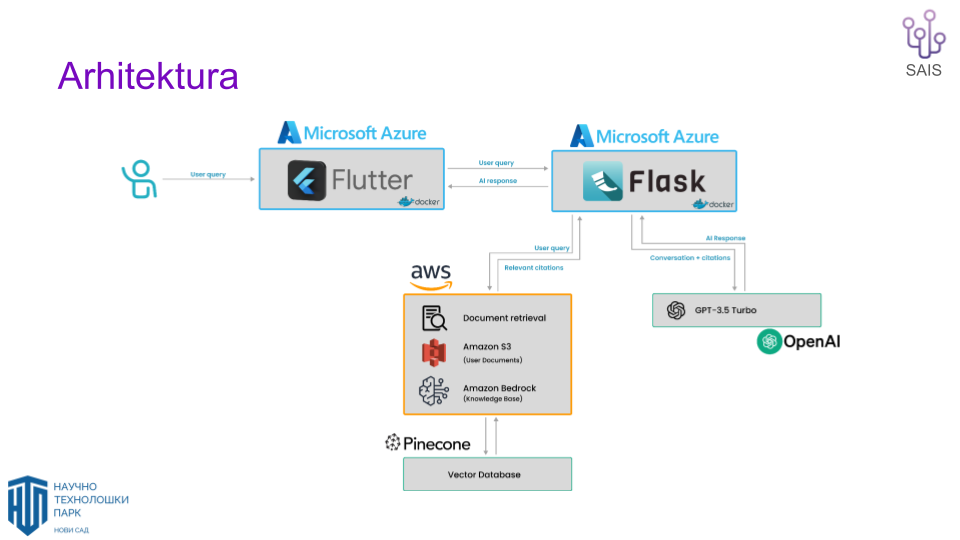 SAIS
Arhitektura
Microsoft Azure
Microsoft Azure
User query
Flutter
docker
User query
AI response
Flask
docker
User query
Relevant citations
AI Response
Conversation + citations
aws
Document retrieval
Amazon S3
(User Documents)
Amazon Bedrock
(Knowledge Base)
GPT-3.5 Turbo
OpenAI
Pinecone
Vector Database
НАУЧНО
ТЕХНОЛОШКИ
ПАРК
НОВИ САД